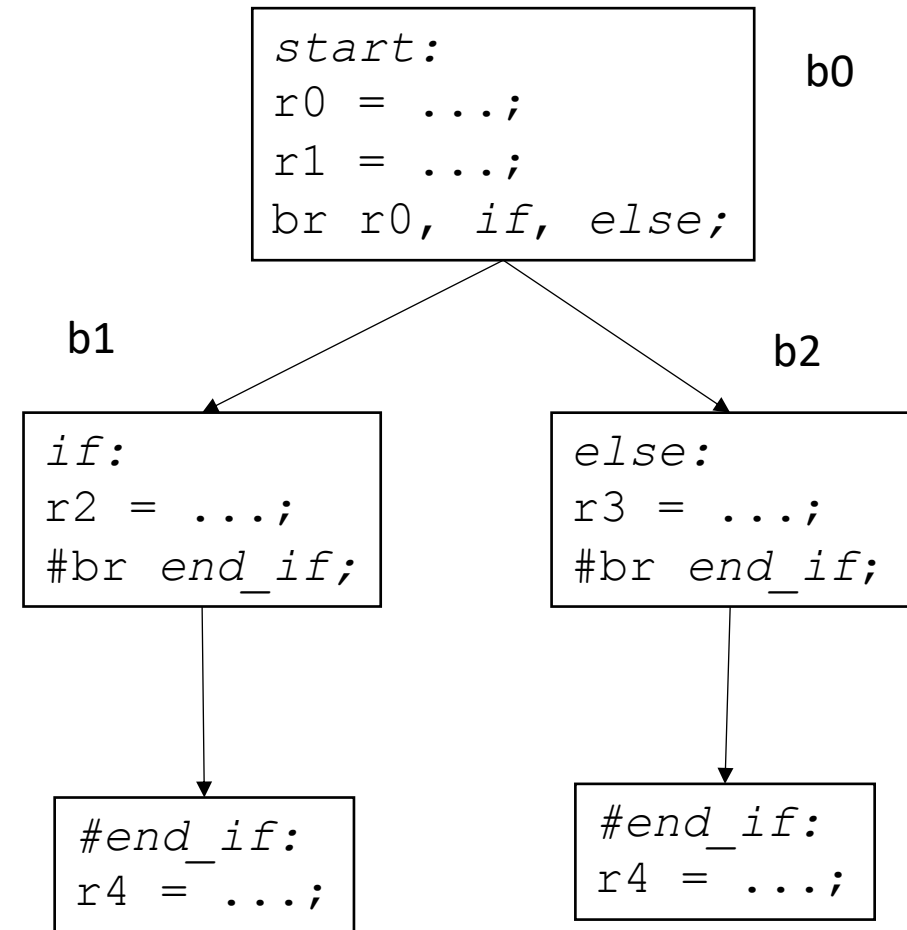 start:
r0 = ...;
r1 = ...;
br r0, if, else;
b0
b1
b2
if:
r2 = ...;
#br end_if;
else:
r3 = ...;
#br end_if;
#end_if:
r4 = ...;
#end_if:
r4 = ...;